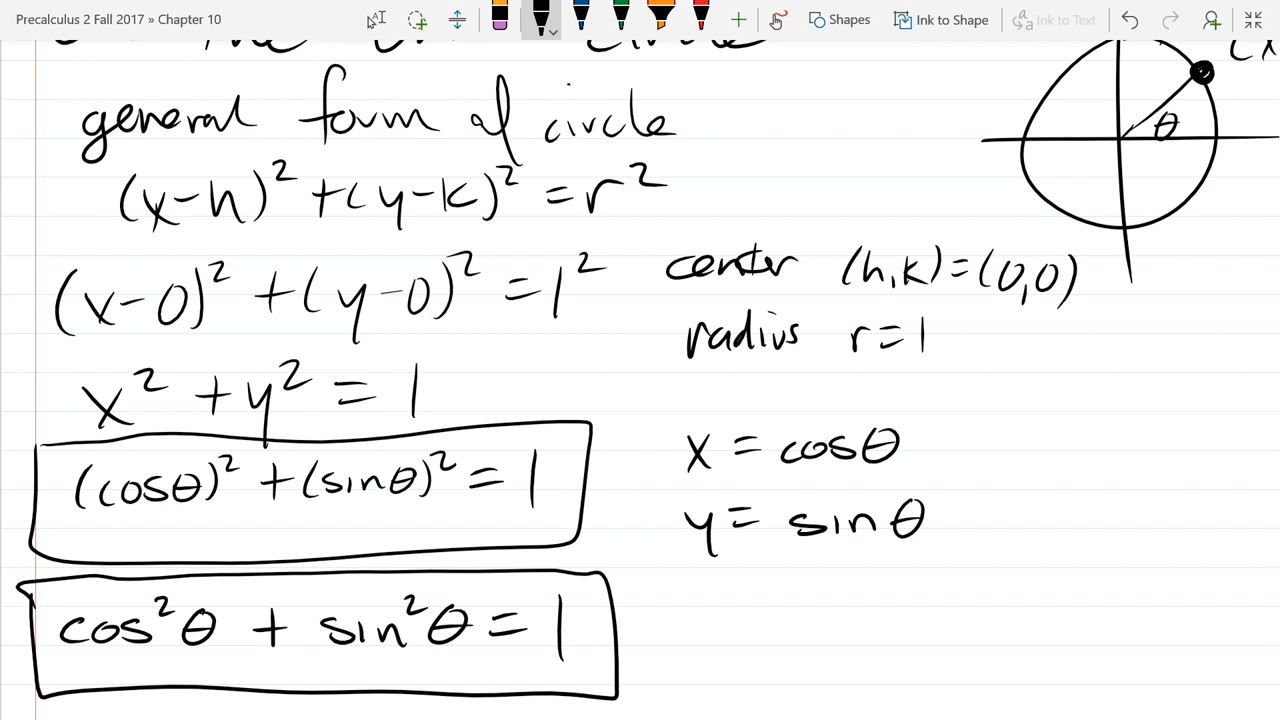 Precalculus 2 Fall 2017 » Chapter 10
Shapes
Ink to Shape
Ink to Text
circle
general form of circle
(x-h)² + (y-k)² = r²
(x-0)² + (y-0)² = 1²
center (h,k) = (0,0)
radius r = 1
x² + y² = 1
(cosθ)² + (sinθ)² = 1
x = cosθ
y = sinθ
cos²θ + sin²θ = 1
θ